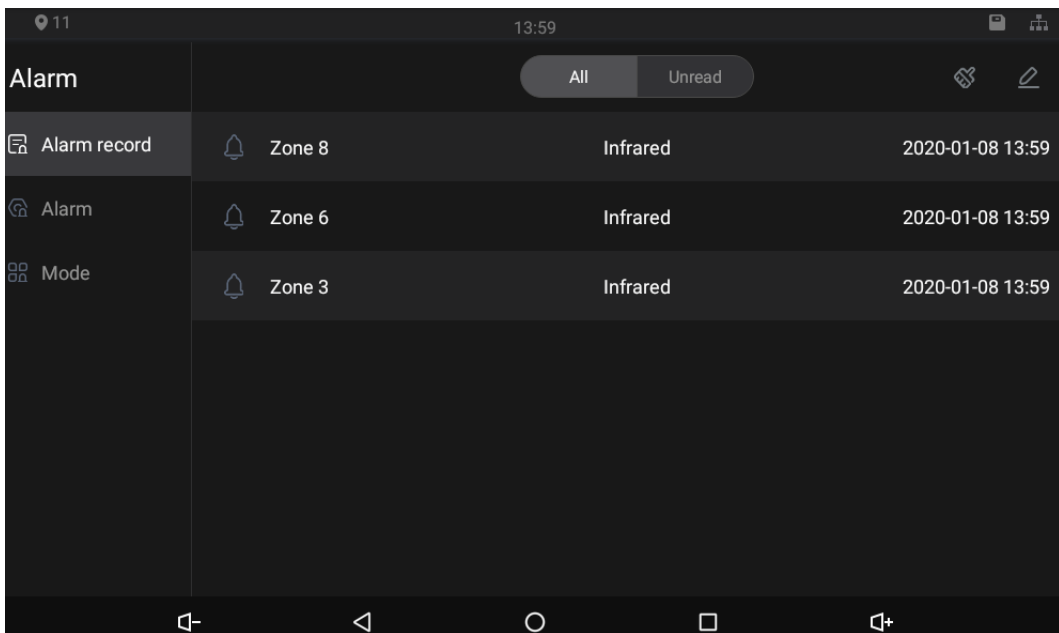 11
13:59
Alarm
All
Unread
Alarm record
Alarm
Mode
Zone 8 Infrared 2020-01-08 13:59
Zone 6 Infrared 2020-01-08 13:59
Zone 3 Infrared 2020-01-08 13:59